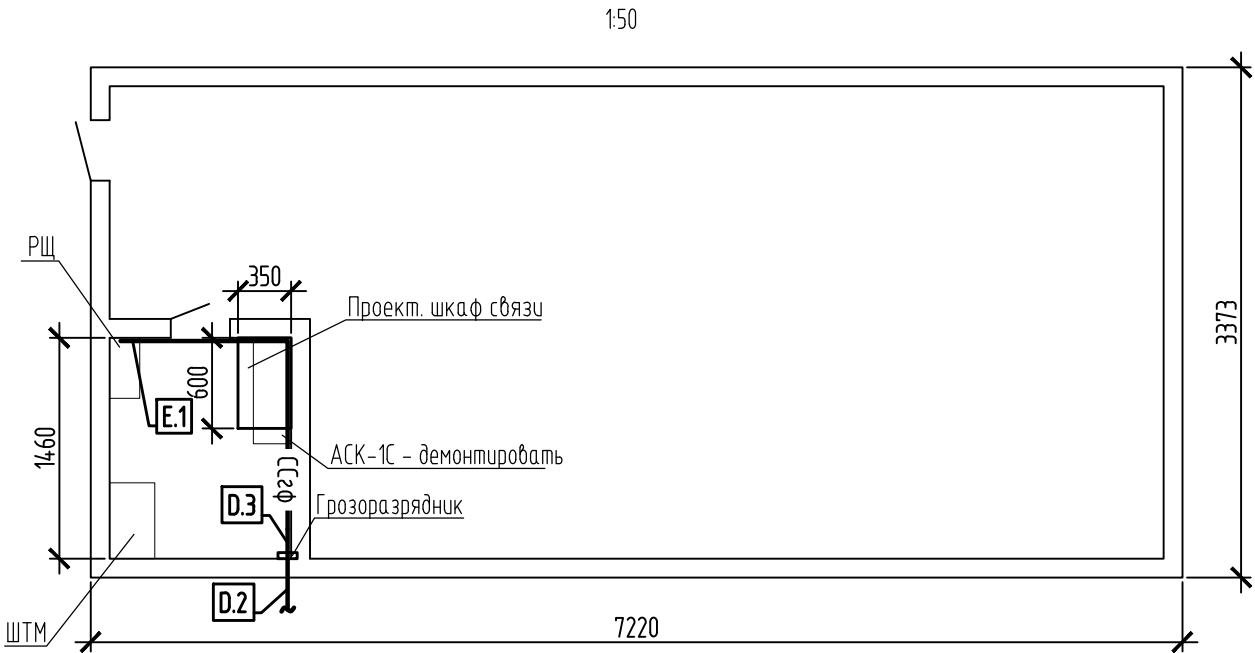 1:50
РЩ
350
Проект. шкаф связи
3373
600
E.1
1460
АСК-1С - демонтировать
фг))
D.3
Грозоразрядник
D.2
ШТМ
7220